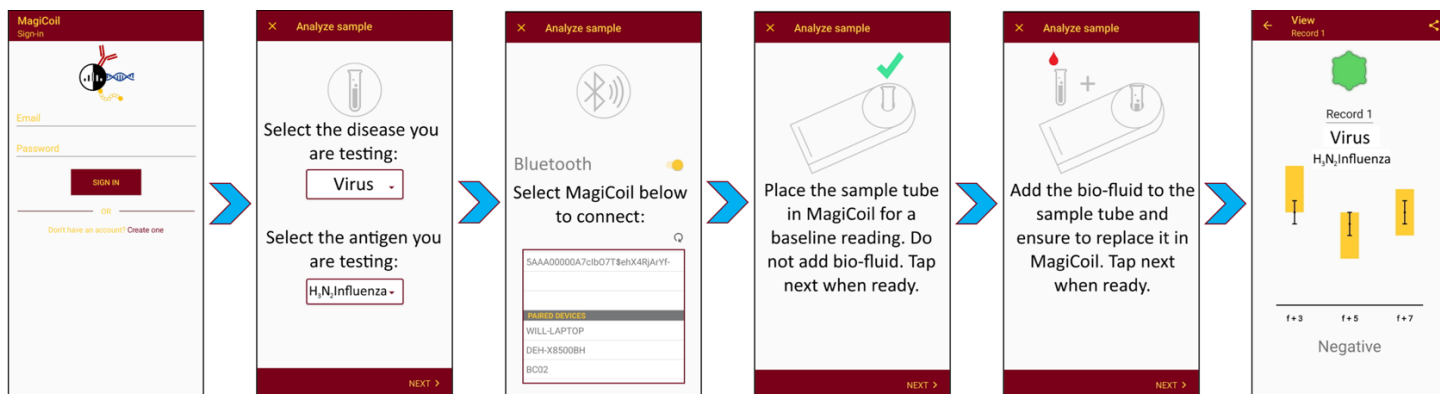 MagiCoil
Sign-in
Email
Password
SIGN IN
OR
Don't have an account? Create one
× Analyze sample
Select the disease you
are testing:
Virus
Select the antigen you
are testing:
H₃N₂Influenza
NEXT >
× Analyze sample
Bluetooth
Select MagiCoil below
to connect:
5AAA00000A7cIbO7T$ehX4RjArYf-
PAIRED DEVICES
WILL-LAPTOP
DEH-X8500BH
BC02
× Analyze sample
Place the sample tube
in MagiCoil for a
baseline reading. Do
not add bio-fluid. Tap
next when ready.
NEXT >
× Analyze sample
+
Add the bio-fluid to the
sample tube and
ensure to replace it in
MagiCoil. Tap next
when ready.
NEXT >
View
Record 1
Record 1
Virus
H₃N₂Influenza
f+3 f+5 f+7
Negative